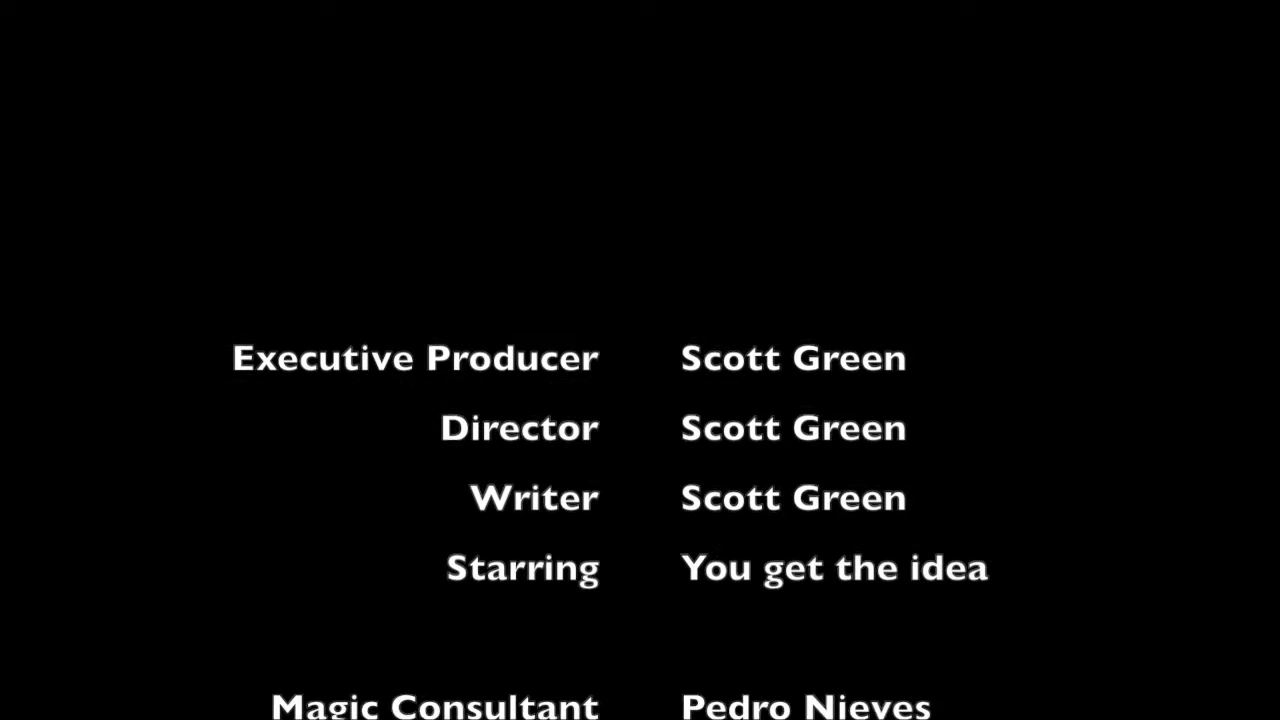 Executive Producer Scott Green
Director Scott Green
Writer Scott Green
Starring You get the idea
Magic Consultant Pedro Nieves